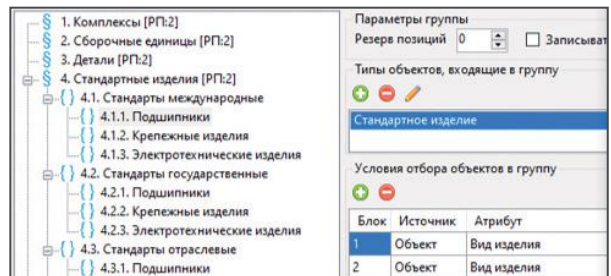 § 1. Комплексы [РП:2]
§ 2. Сборочные единицы [РП:2]
§ 3. Детали [РП:2]
§ 4. Стандартные изделия [РП:2]
{ } 4.1. Стандарты международные
{ } 4.1.1. Подшипники
{ } 4.1.2. Крепежные изделия
{ } 4.1.3. Электротехнические изделия
{ } 4.2. Стандарты государственные
{ } 4.2.1. Подшипники
{ } 4.2.2. Крепежные изделия
{ } 4.2.3. Электротехнические изделия
{ } 4.3. Стандарты отраслевые
{ } 4.3.1. Подшипники
Параметры группы
Резерв позиций 0 Записыват
Типы объектов, входящие в группу
Стандартное изделие
Условия отбора объектов в группу
Блок Источник Атрибут
1 Объект Вид изделия
2 Объект Вид изделия